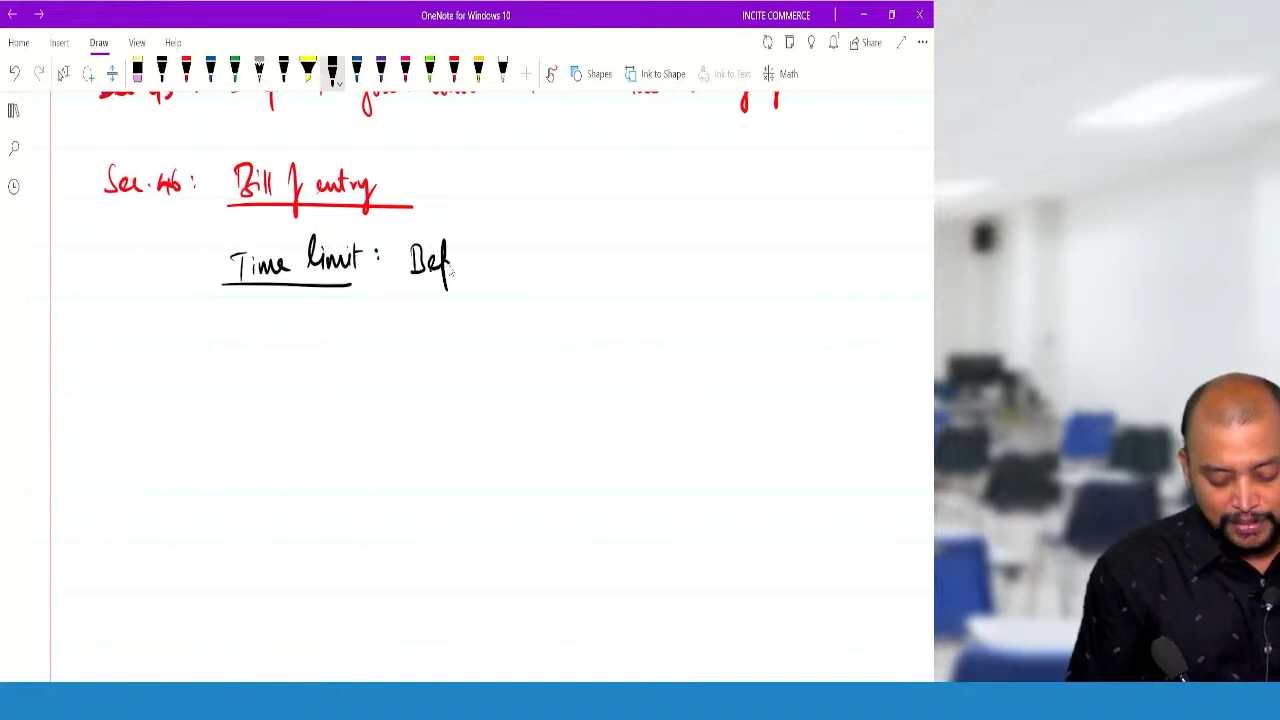 OneNote for Windows 10
INCITE COMMERCE
Home Insert Draw View Help
Share
Shapes Ink to Shape Ink to Text Math
Sec. 46: Bill of entry
Time limit: Bef